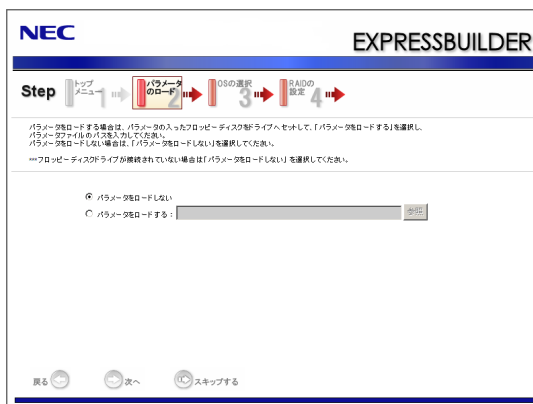 NEC
EXPRESSBUILDER
Step トップメニュー 1 パラメータのロード 2 OSの選択 3 RAIDの設定 4
パラメータをロードする場合は、パラメータの入ったフロッピーディスクをドライブへセットして、「パラメータをロードする」を選択し、
パラメータファイルのパスを入力してください。
パラメータをロードしない場合は、「パラメータをロードしない」を選択してください。
***フロッピーディスクドライブが接続されていない場合は「パラメータをロードしない」を選択してください。
パラメータをロードしない
パラメータをロードする： 参照
戻る 次へ スキップする